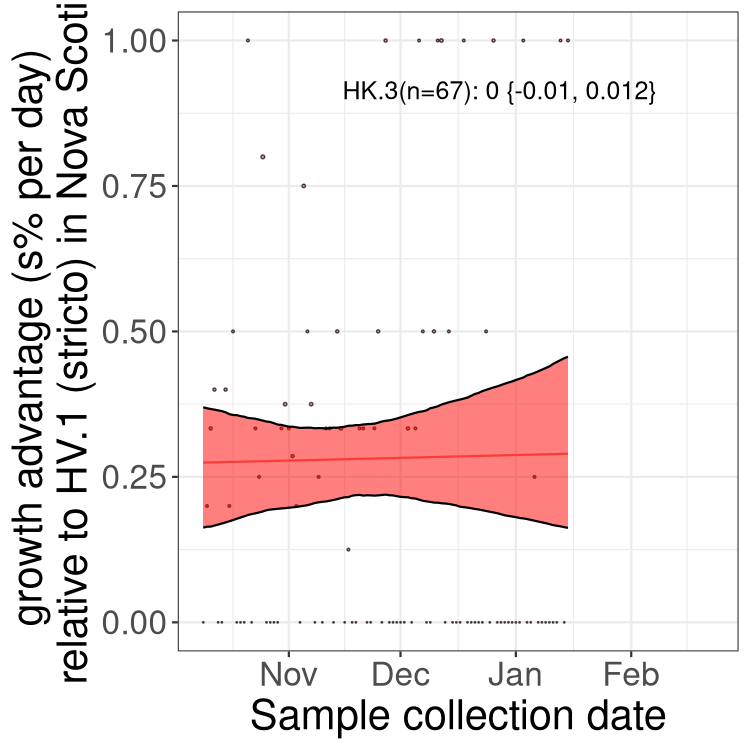 growth advantage (s% per day)
relative to HV.1 (stricto) in Nova Scoti
1.00
0.75
0.50
0.25
0.00
HK.3(n=67): 0 {-0.01, 0.012}
Nov Dec Jan Feb
Sample collection date